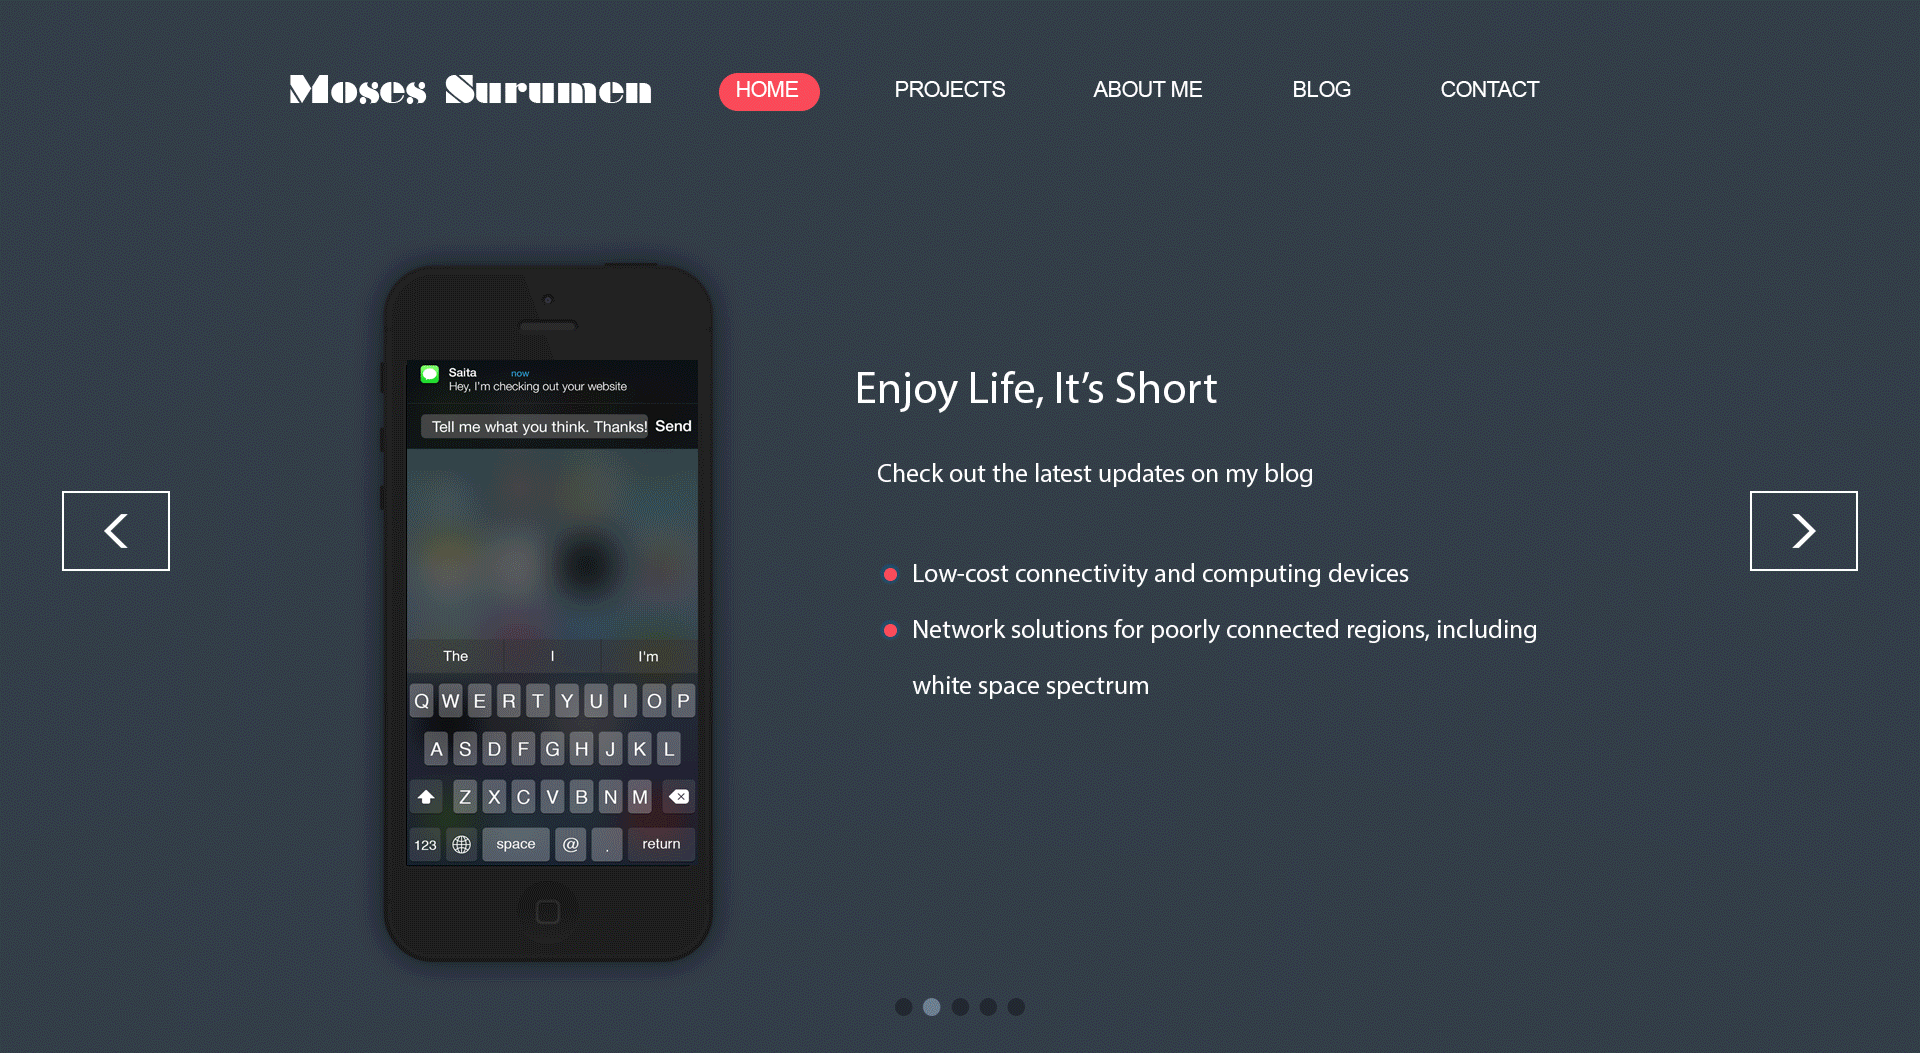 Moses Surumen
HOME
PROJECTS
ABOUT ME
BLOG
CONTACT
Saita now
Hey, I'm checking out your website
Tell me what you think. Thanks! Send
The I I'm
Q W E R T Y U I O P
A S D F G H J K L
Z X C V B N M
123 space @ . return
Enjoy Life, It's Short
Check out the latest updates on my blog
Low-cost connectivity and computing devices
Network solutions for poorly connected regions, including
white space spectrum